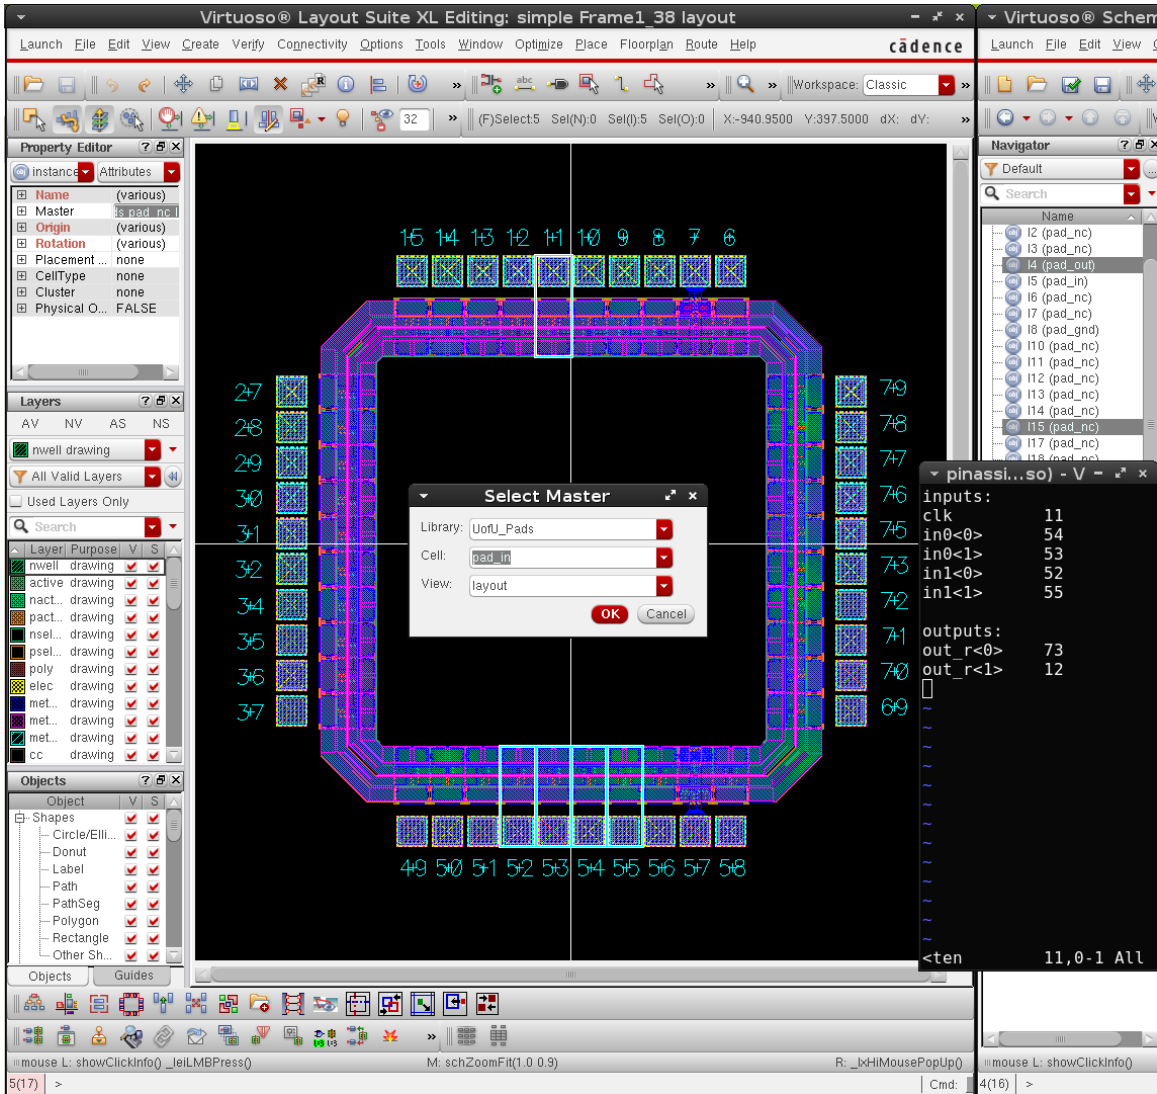 Virtuoso® Layout Suite XL Editing: simple Frame1_38 layout
Launch File Edit View Create Verify Connectivity Options Tools Window Optimize Place Floorplan Route Help
cādence
Workspace: Classic
32
(F)Select:5 Sel(N):0 Sel(I):5 Sel(O):0 X:-940.9500 Y:397.5000 dX: dY:
Property Editor
instance Attributes
Name (various)
Master ls pad_nc l
Origin (various)
Rotation (various)
Placement ... none
CellType none
Cluster none
Physical O... FALSE
Layers
AV NV AS NS
nwell drawing
All Valid Layers
Used Layers Only
Search
Layer Purpose V S
nwell drawing
active drawing
nact... drawing
pact... drawing
nsel... drawing
psel... drawing
poly drawing
elec drawing
met... drawing
met... drawing
met... drawing
cc drawing
Objects
Object V S
Shapes
Circle/Elli...
Donut
Label
Path
PathSeg
Polygon
Rectangle
Other Sh...
Objects Guides
15 14 13 12 11 10 9 8 7 6
27
28
29
30
31
32
34
35
36
37
79
78
77
76
75
73
72
71
70
69
49 50 51 52 53 54 55 56 57 58
Select Master
Library: UofU_Pads
Cell: pad_in
View: layout
OK Cancel
mouse L: showClickInfo() _leiLMBPress() M: schZoomFit(1.0 0.9) R: _lxHiMousePopUp()
5(17) > Cmd:
Virtuoso® Schem
Launch File Edit View
Navigator
Default
Search
Name
I2 (pad_nc)
I3 (pad_nc)
I4 (pad_out)
I5 (pad_in)
I6 (pad_nc)
I7 (pad_nc)
I8 (pad_gnd)
I10 (pad_nc)
I11 (pad_nc)
I12 (pad_nc)
I13 (pad_nc)
I14 (pad_nc)
I15 (pad_nc)
I17 (pad_nc)
I18 (pad_nc)
pinassi...so) - V
inputs:
clk 11
in0<0> 54
in0<1> 53
in1<0> 52
in1<1> 55
outputs:
out_r<0> 73
out_r<1> 12
~
~
~
~
~
~
~
~
~
~
~
~
~
<ten 11,0-1 All
mouse L: showClickInfo()
4(16) >